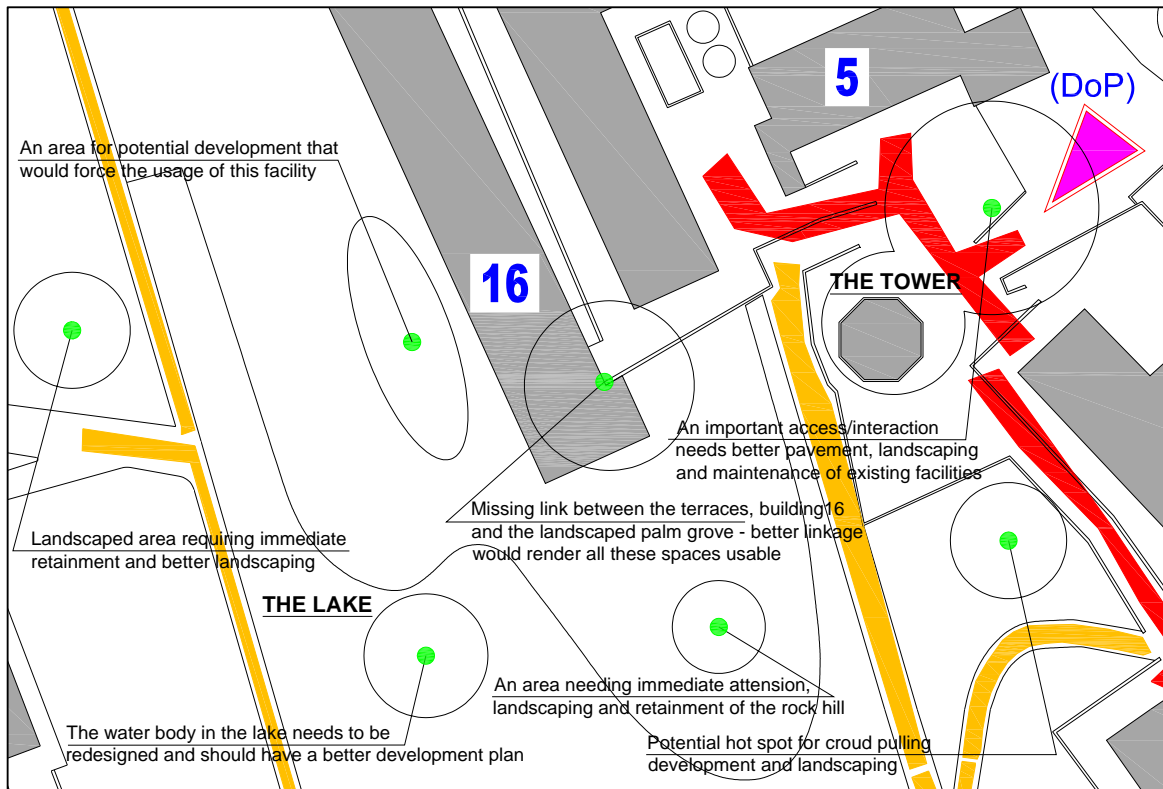 5
(DoP)
An area for potential development that
would force the usage of this facility
16
THE TOWER
An important access/interaction
needs better pavement, landscaping
and maintenance of existing facilities
Missing link between the terraces, building16
and the landscaped palm grove - better linkage
would render all these spaces usable
Landscaped area requiring immediate
retainment and better landscaping
THE LAKE
An area needing immediate attension,
landscaping and retainment of the rock hill
The water body in the lake needs to be
redesigned and should have a better development plan
Potential hot spot for croud pulling
development and landscaping